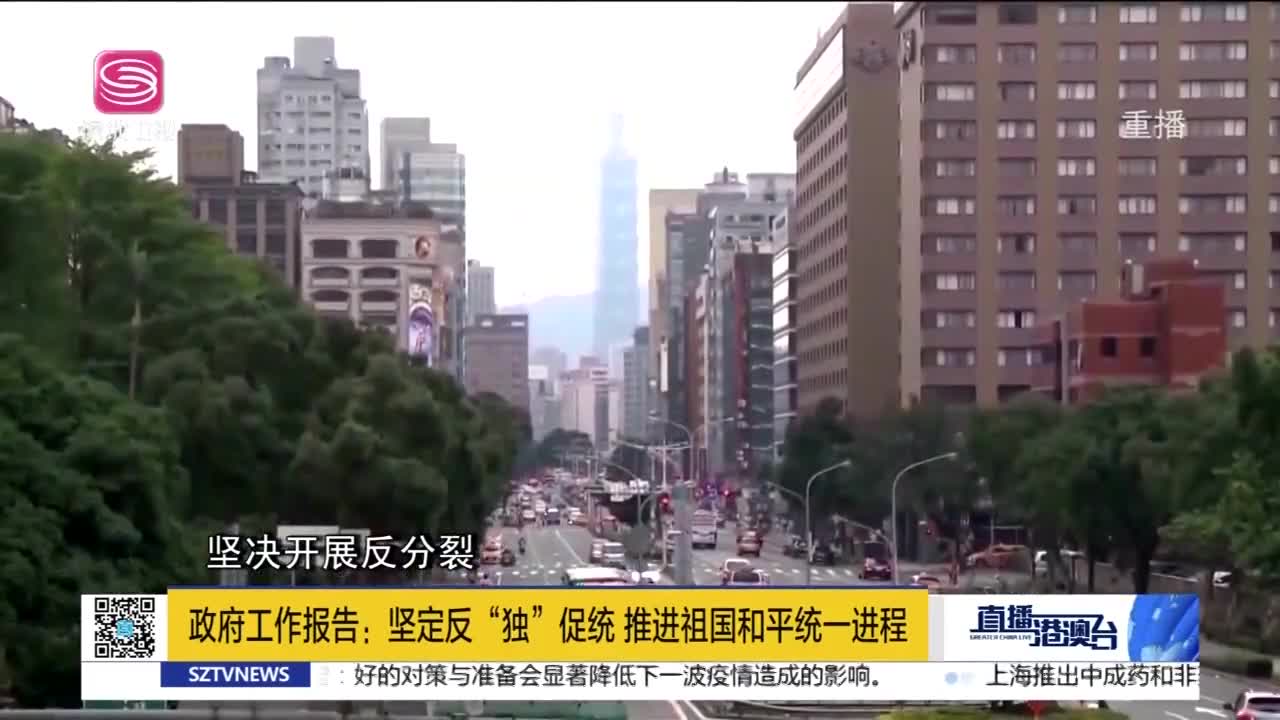 重播
坚决开展反分裂
政府工作报告：坚定反“独”促统 推进祖国和平统一进程
直播港澳台
GREATER CHINA LIVE
SZTVNEWS
：好的对策与准备会显著降低下一波疫情造成的影响。 上海推出中成药和非